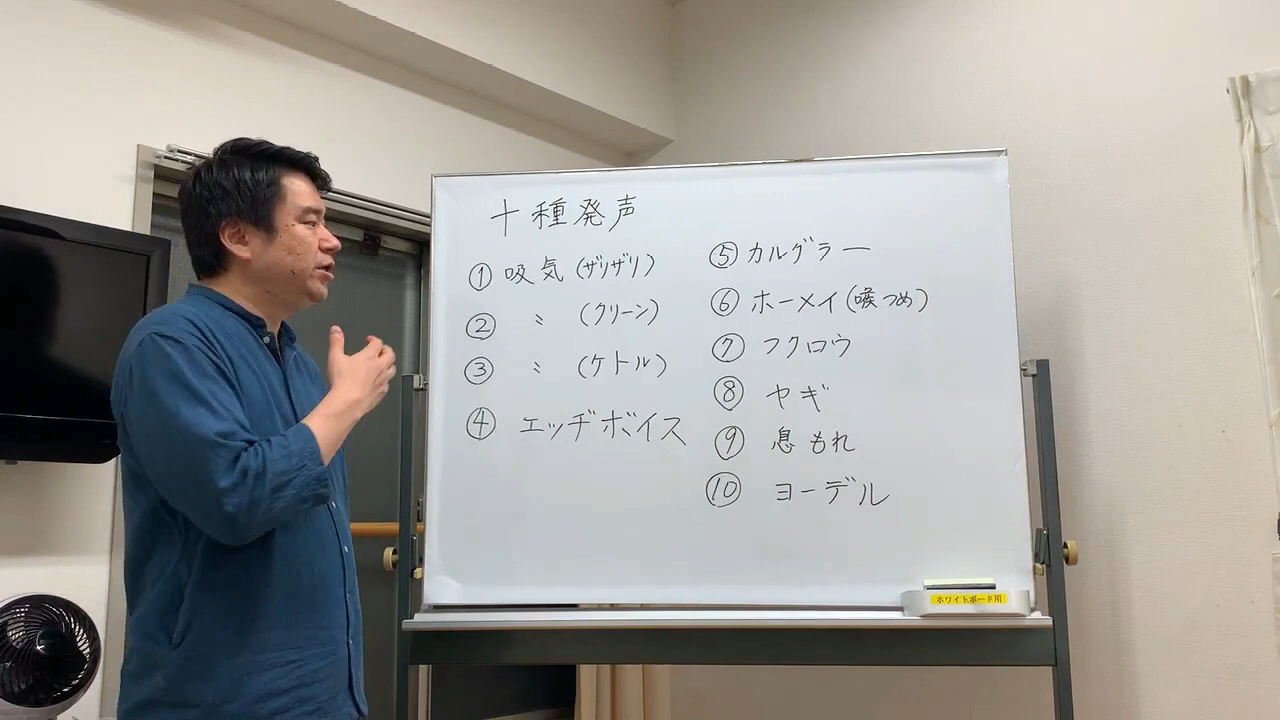 十種発声
① 吸気 (ザリザリ)
② 〃 (クリーン)
③ 〃 (ケトル)
④ エッヂボイス
⑤ カルグラー
⑥ ホーメイ (喉つめ)
⑦ フクロウ
⑧ ヤギ
⑨ 息もれ
⑩ ヨーデル
ホワイトボード用